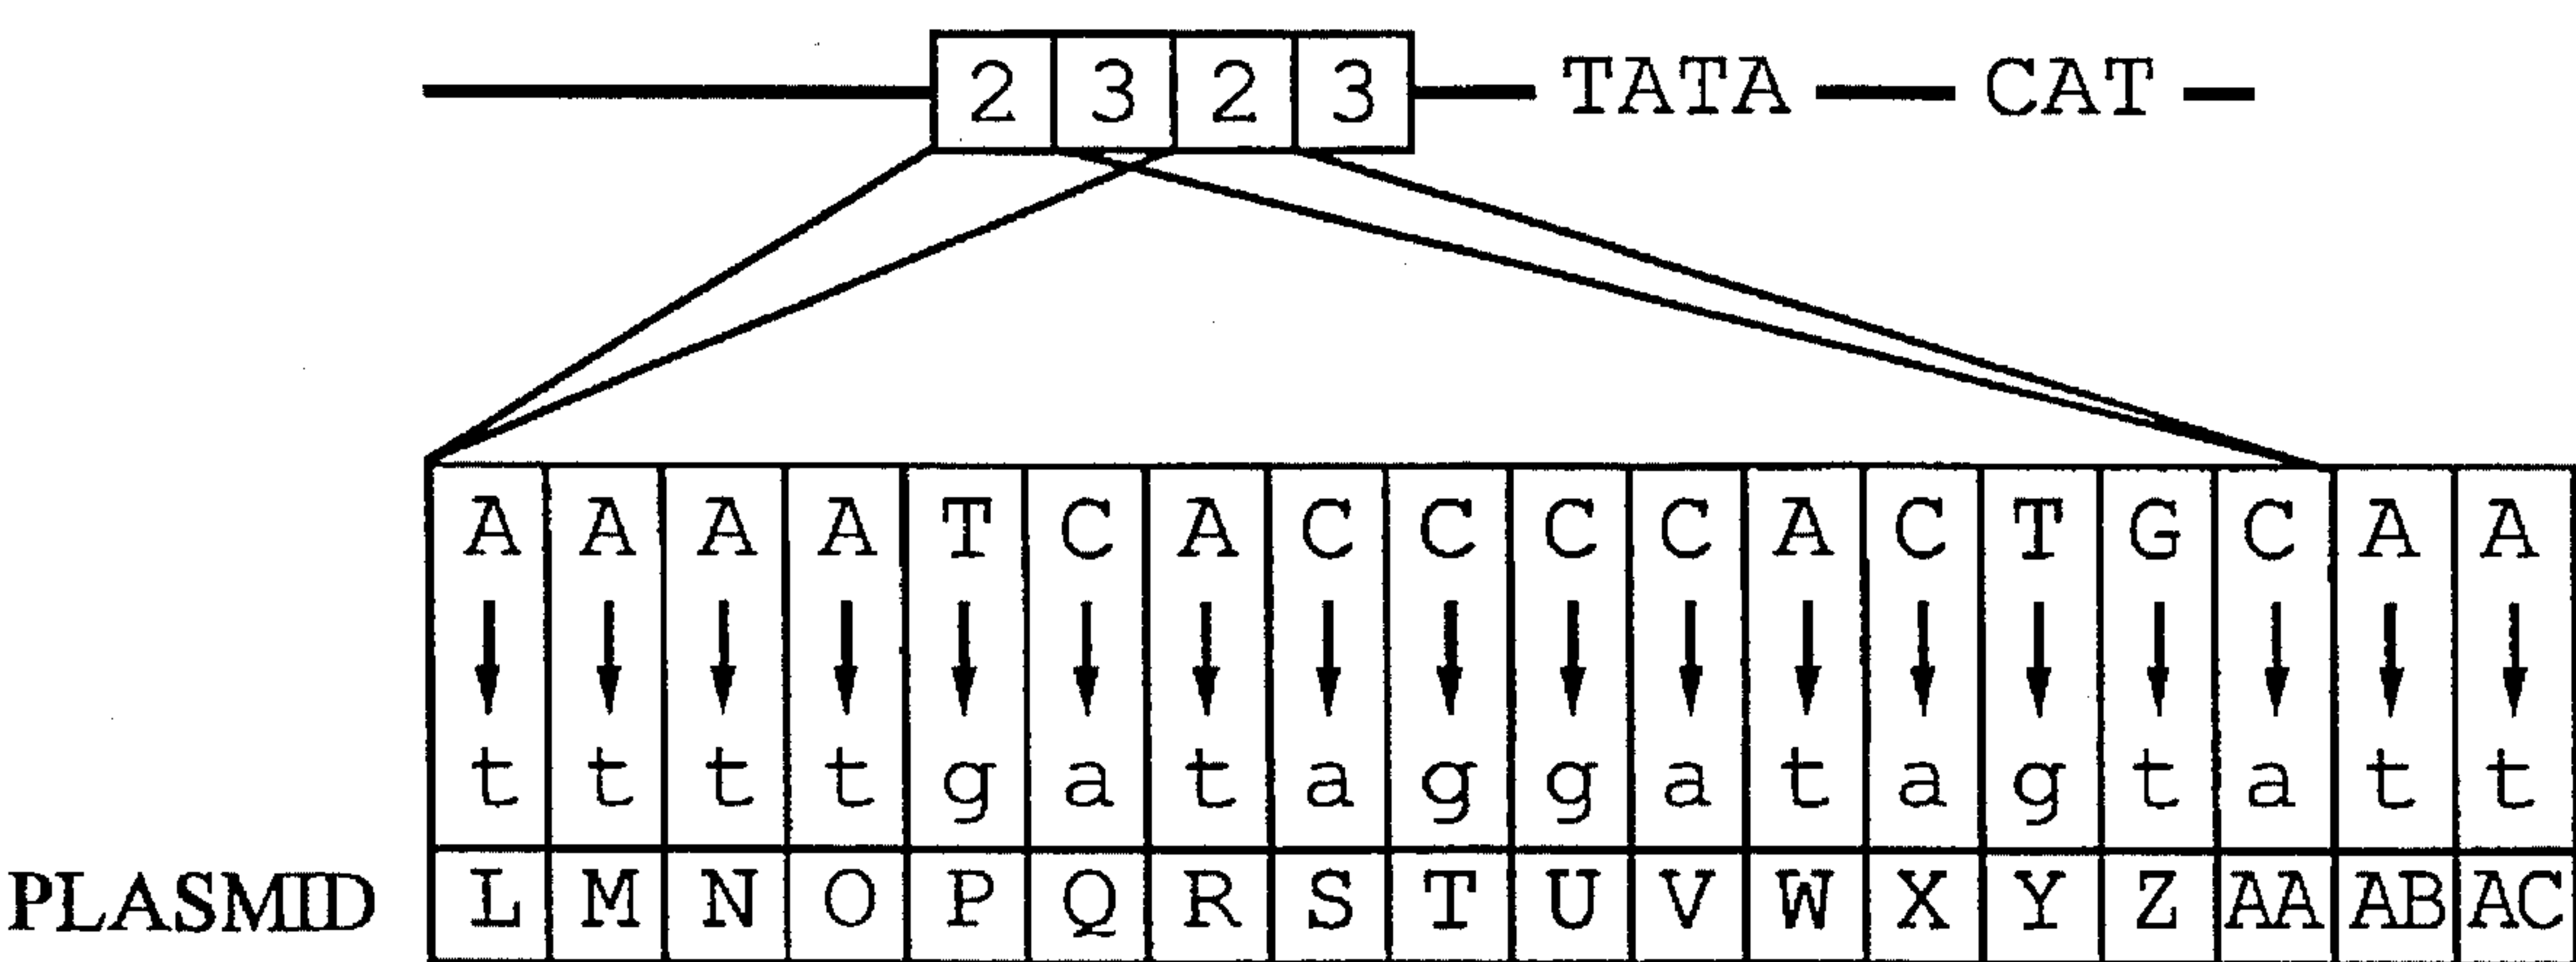 2 3 2 3 TATA CAT
A A A A T C A C C C C A C T G C A A
t t t t g a t a g g a t a g t a t t
PLASMID L M N O P Q R S T U V W X Y Z AA AB AC